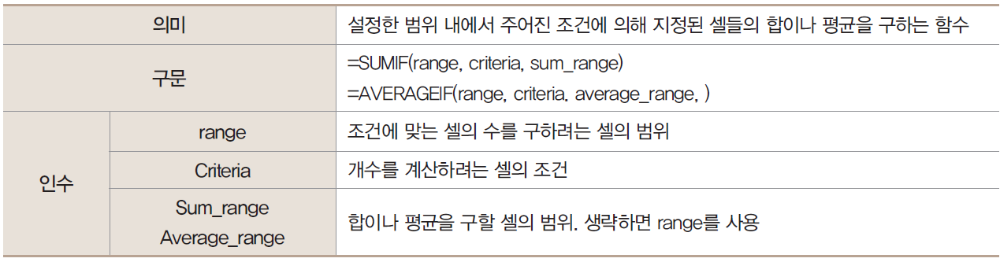 의미
설정한 범위 내에서 주어진 조건에 의해 지정된 셀들의 합이나 평균을 구하는 함수
구문
=SUMIF(range, criteria, sum_range)
=AVERAGEIF(range, criteria, average_range, )
인수
range
조건에 맞는 셀의 수를 구하려는 셀의 범위
Criteria
개수를 계산하려는 셀의 조건
Sum_range
Average_range
합이나 평균을 구할 셀의 범위. 생략하면 range를 사용